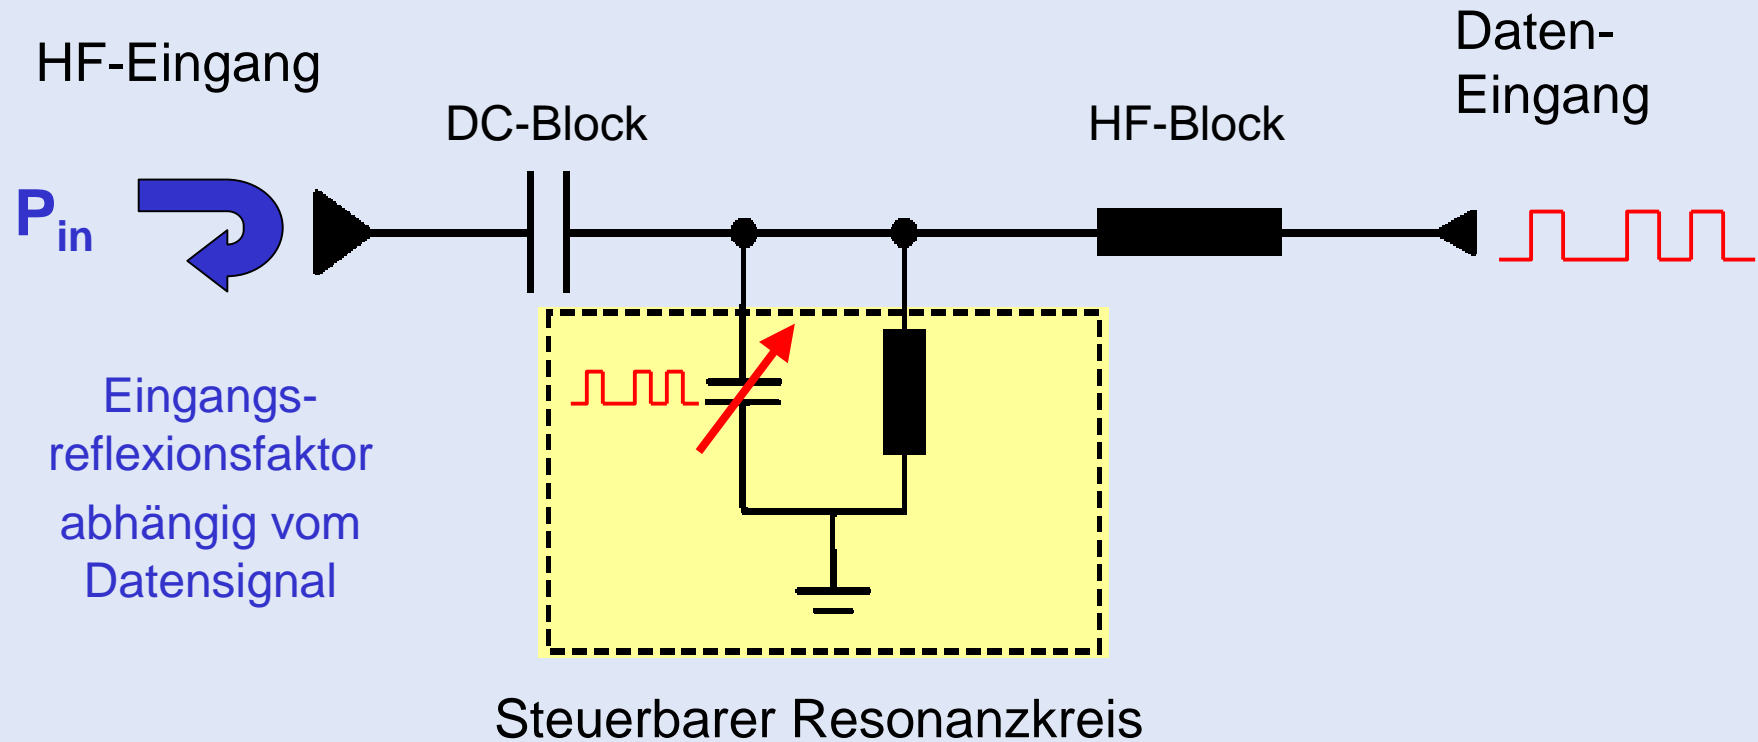 HF-Eingang
Daten-
Eingang
DC-Block
HF-Block
Pin
Eingangs-
reflexionsfaktor
abhängig vom
Datensignal
Steuerbarer Resonanzkreis